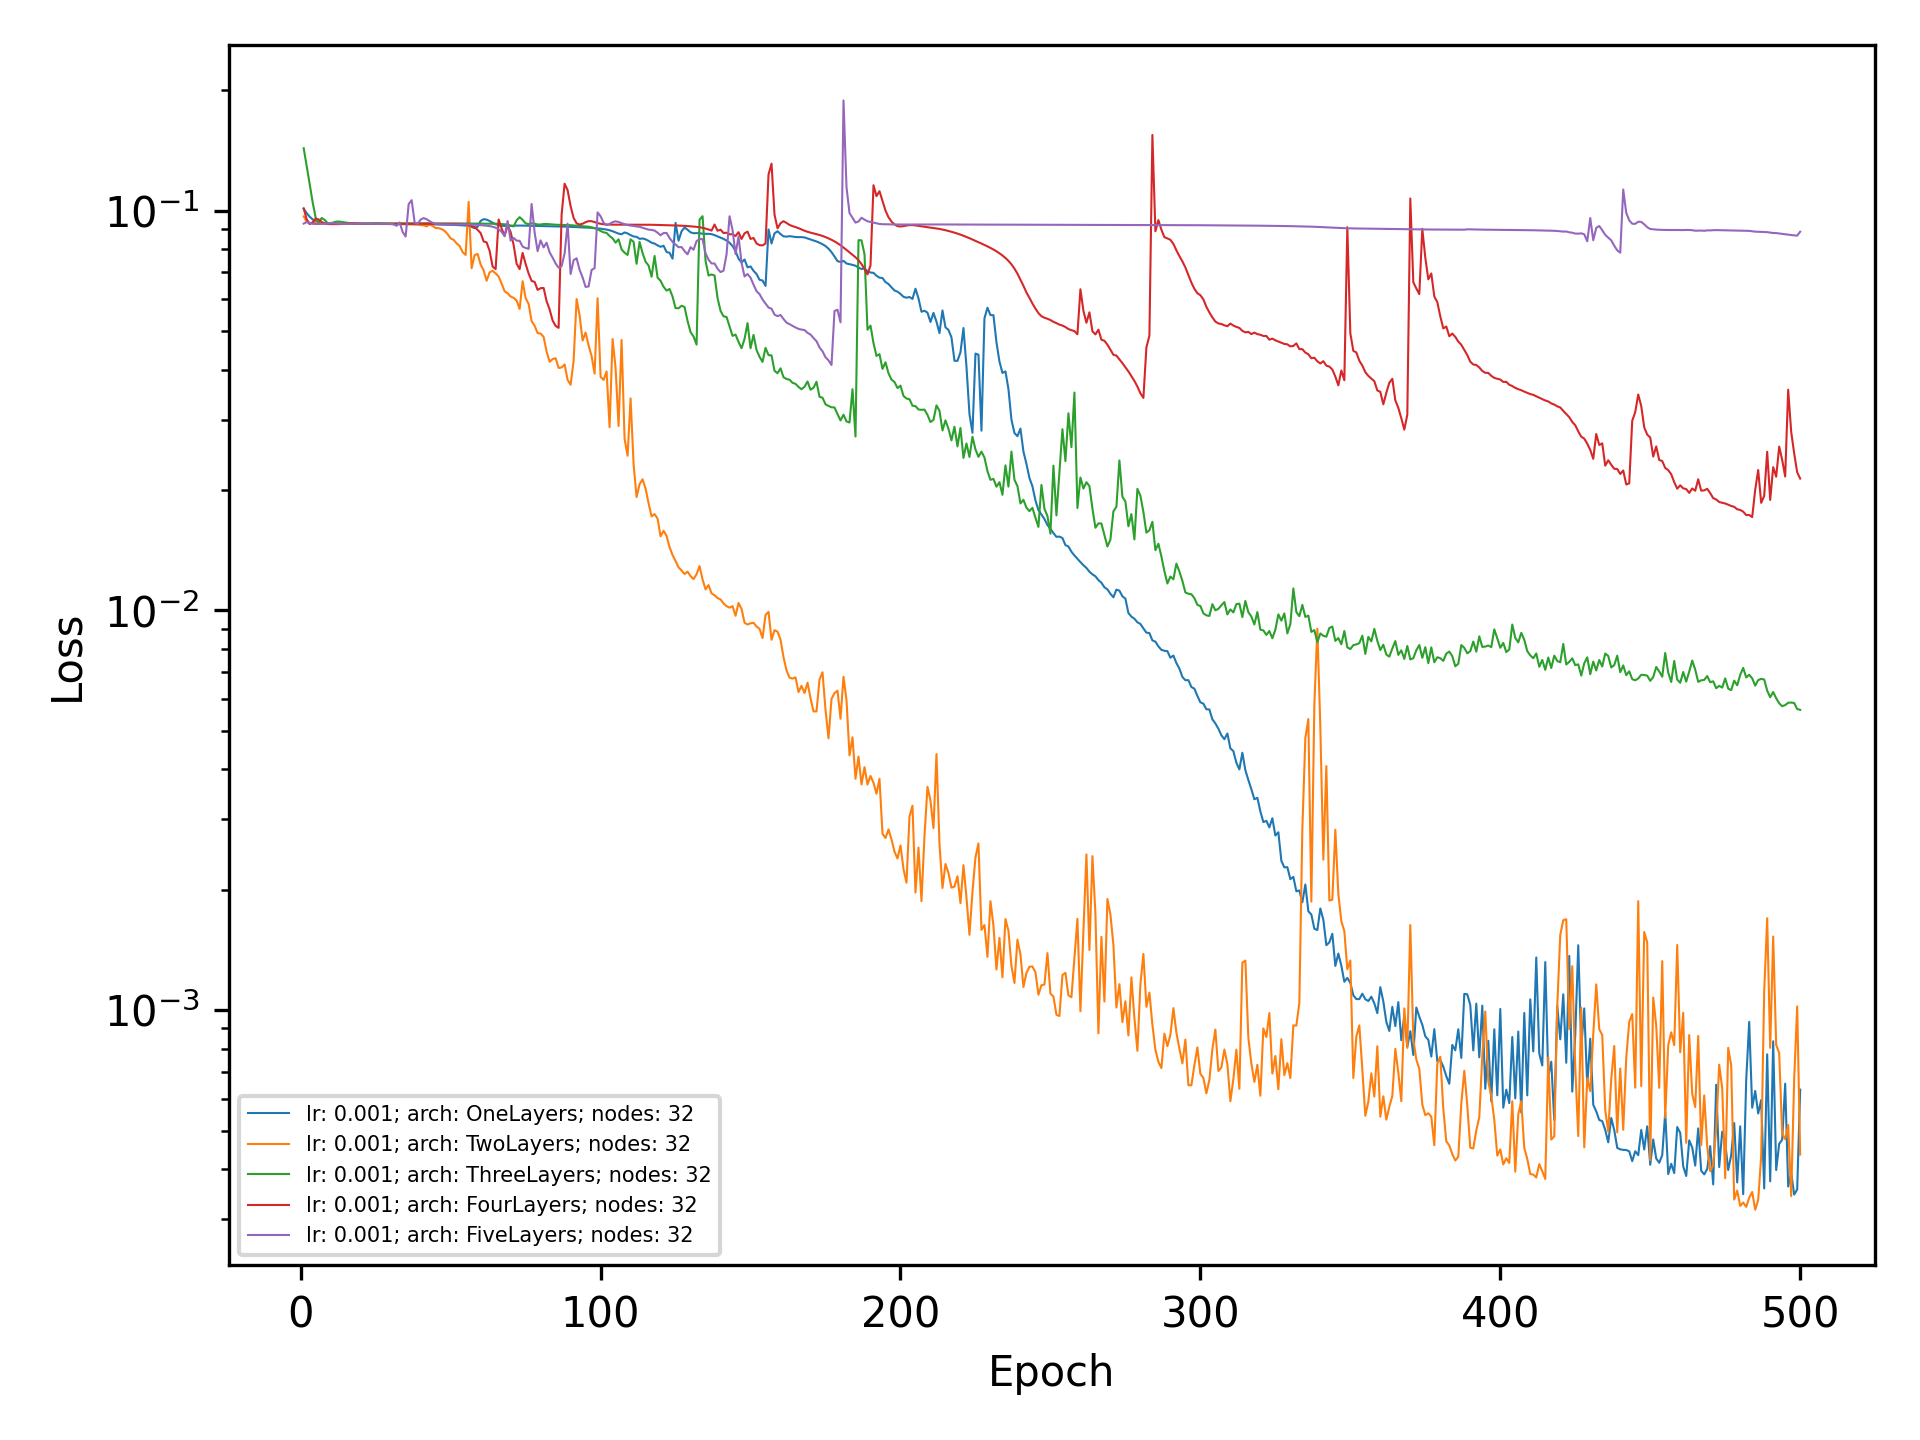 10⁻¹
10⁻²
10⁻³
Loss
lr: 0.001; arch: OneLayers; nodes: 32
lr: 0.001; arch: TwoLayers; nodes: 32
lr: 0.001; arch: ThreeLayers; nodes: 32
lr: 0.001; arch: FourLayers; nodes: 32
lr: 0.001; arch: FiveLayers; nodes: 32
0 100 200 300 400 500
Epoch